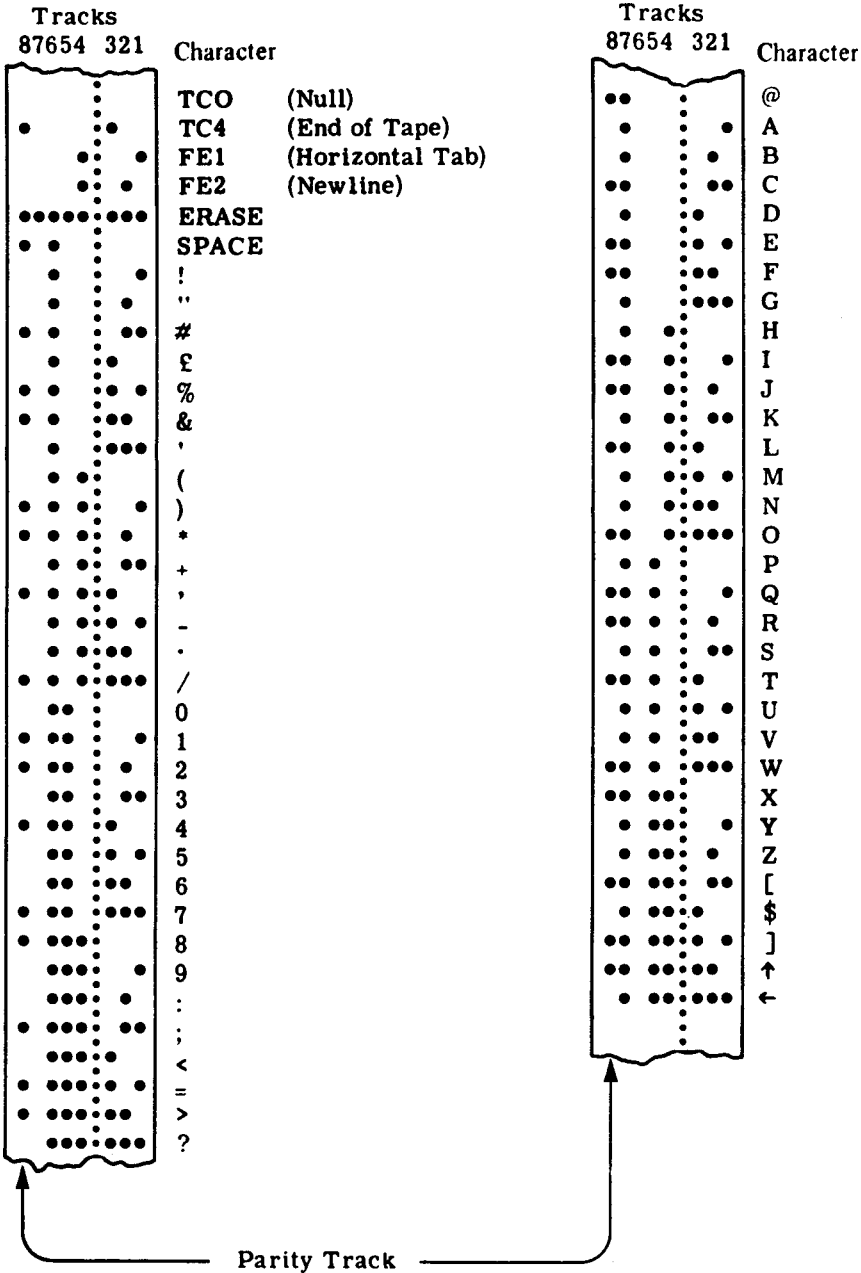 Tracks
87654 321 Character
TCO (Null)
TC4 (End of Tape)
FE1 (Horizontal Tab)
FE2 (Newline)
ERASE
SPACE
!
"
#
£
%
&
'
(
)
*
+
,
-
.
/
0
1
2
3
4
5
6
7
8
9
:
;
<
=
>
?
Tracks
87654 321 Character
@
A
B
C
D
E
F
G
H
I
J
K
L
M
N
O
P
Q
R
S
T
U
V
W
X
Y
Z
[
$
]
↑
←
Parity Track